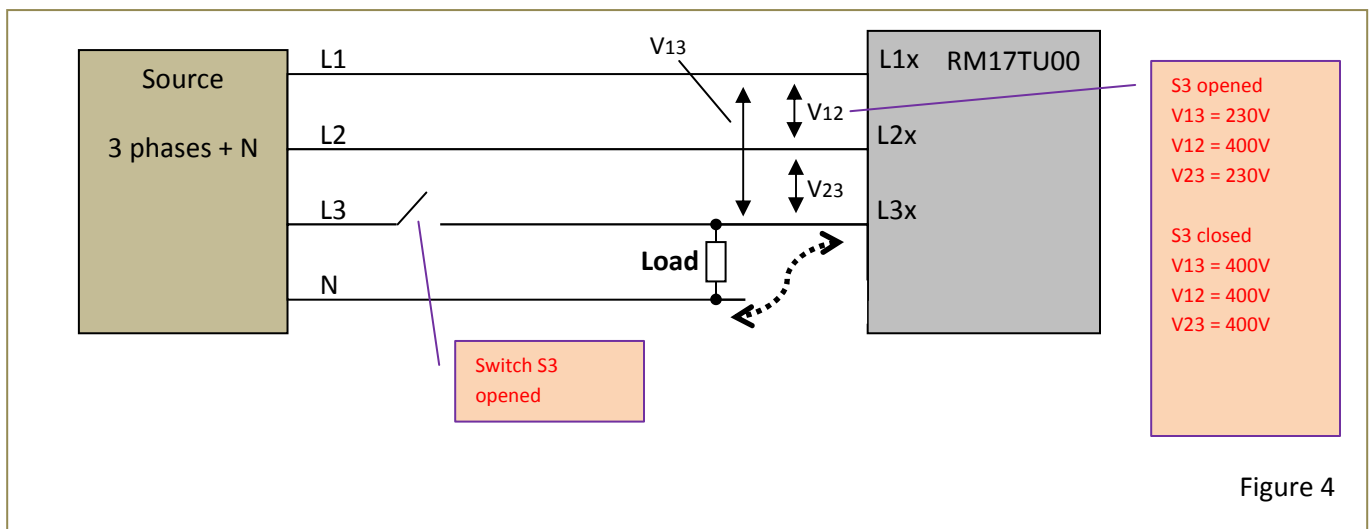 V13
L1
L1x
RM17TU00
Source
3 phases + N
S3 opened
V13 = 230V
V12 = 400V
V23 = 230V
V12
L2
L2x
V23
L3
L3x
S3 closed
V13 = 400V
V12 = 400V
V23 = 400V
Load
N
Switch S3
opened
Figure 4